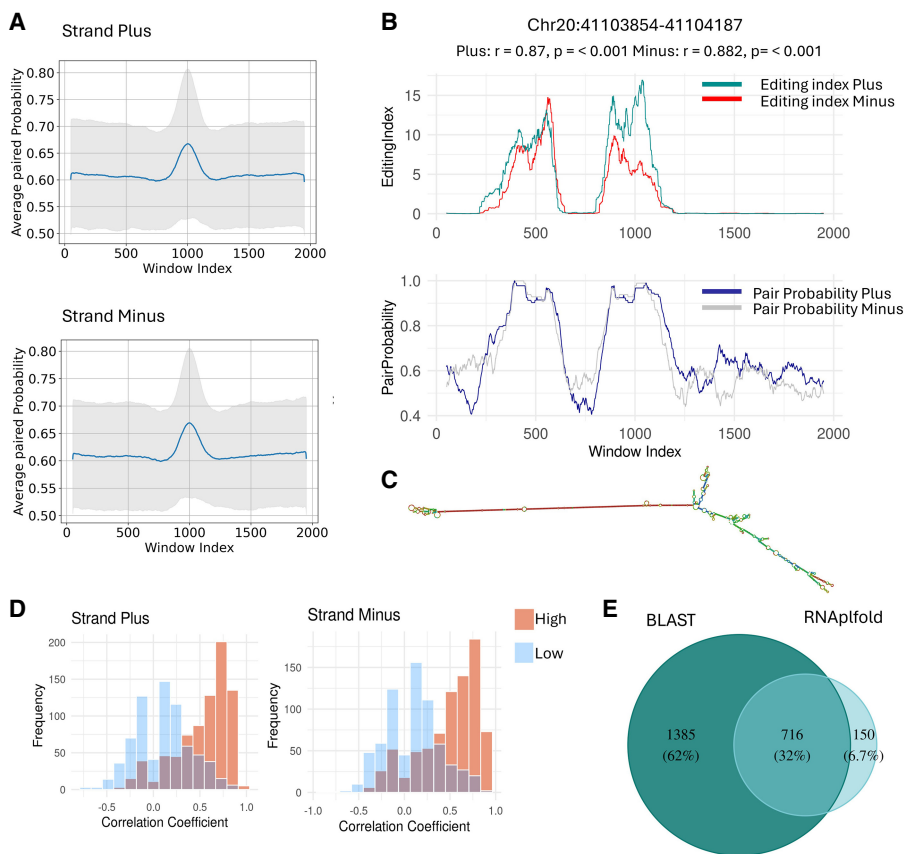 A
Strand Plus
Average paired Probability
0.80
0.75
0.70
0.65
0.60
0.55
0.50
0
500
1000
1500
2000
Window Index
Strand Minus
Average paired Probability
0.80
0.75
0.70
0.65
0.60
0.55
0.50
0
500
1000
1500
2000
Window Index
:
B
Chr20:41103854-41104187
Plus: r = 0.87, p = < 0.001 Minus: r = 0.882, p= < 0.001
EditingIndex
15
10
5
0
0
500
1000
1500
2000
Editing index Plus
Editing index Minus
PairProbability
1.0
0.8
0.6
0.4
0
500
1000
1500
2000
Window Index
Pair Probability Plus
Pair Probability Minus
C
D
Strand Plus
Frequency
200
150
100
50
0
-0.5
0.0
0.5
1.0
Correlation Coefficient
Strand Minus
Frequency
150
100
50
0
-1.0
-0.5
0.0
0.5
1.0
Correlation Coefficient
High
Low
E
BLAST
RNAplfold
1385
(62%)
716
(32%)
150
(6.7%)